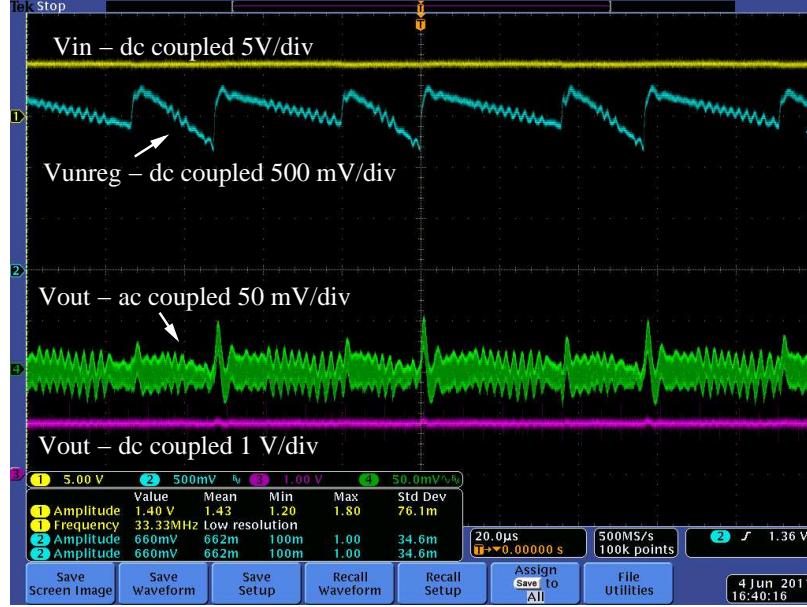 Tek Stop
T
T
Vin – dc coupled 5V/div
1
Vunreg – dc coupled 500 mV/div
2
Vout – ac coupled 50 mV/div
4
Vout – dc coupled 1 V/div
3
1 5.00 V 2 500mV 3 1.00 V 4 50.0mV
Value Mean Min Max Std Dev
1 Amplitude 1.40 V 1.43 1.20 1.80 76.1m
1 Frequency 33.33MHz Low resolution
2 Amplitude 660mV 662m 100m 1.00 34.6m
2 Amplitude 660mV 662m 100m 1.00 34.6m
20.0µs
T→▼0.00000 s
500MS/s
100k points
2 1.36 V
Save Screen Image
Save Waveform
Save Setup
Recall Waveform
Recall Setup
Assign Save to All
File Utilities
4 Jun 201
16:40:16